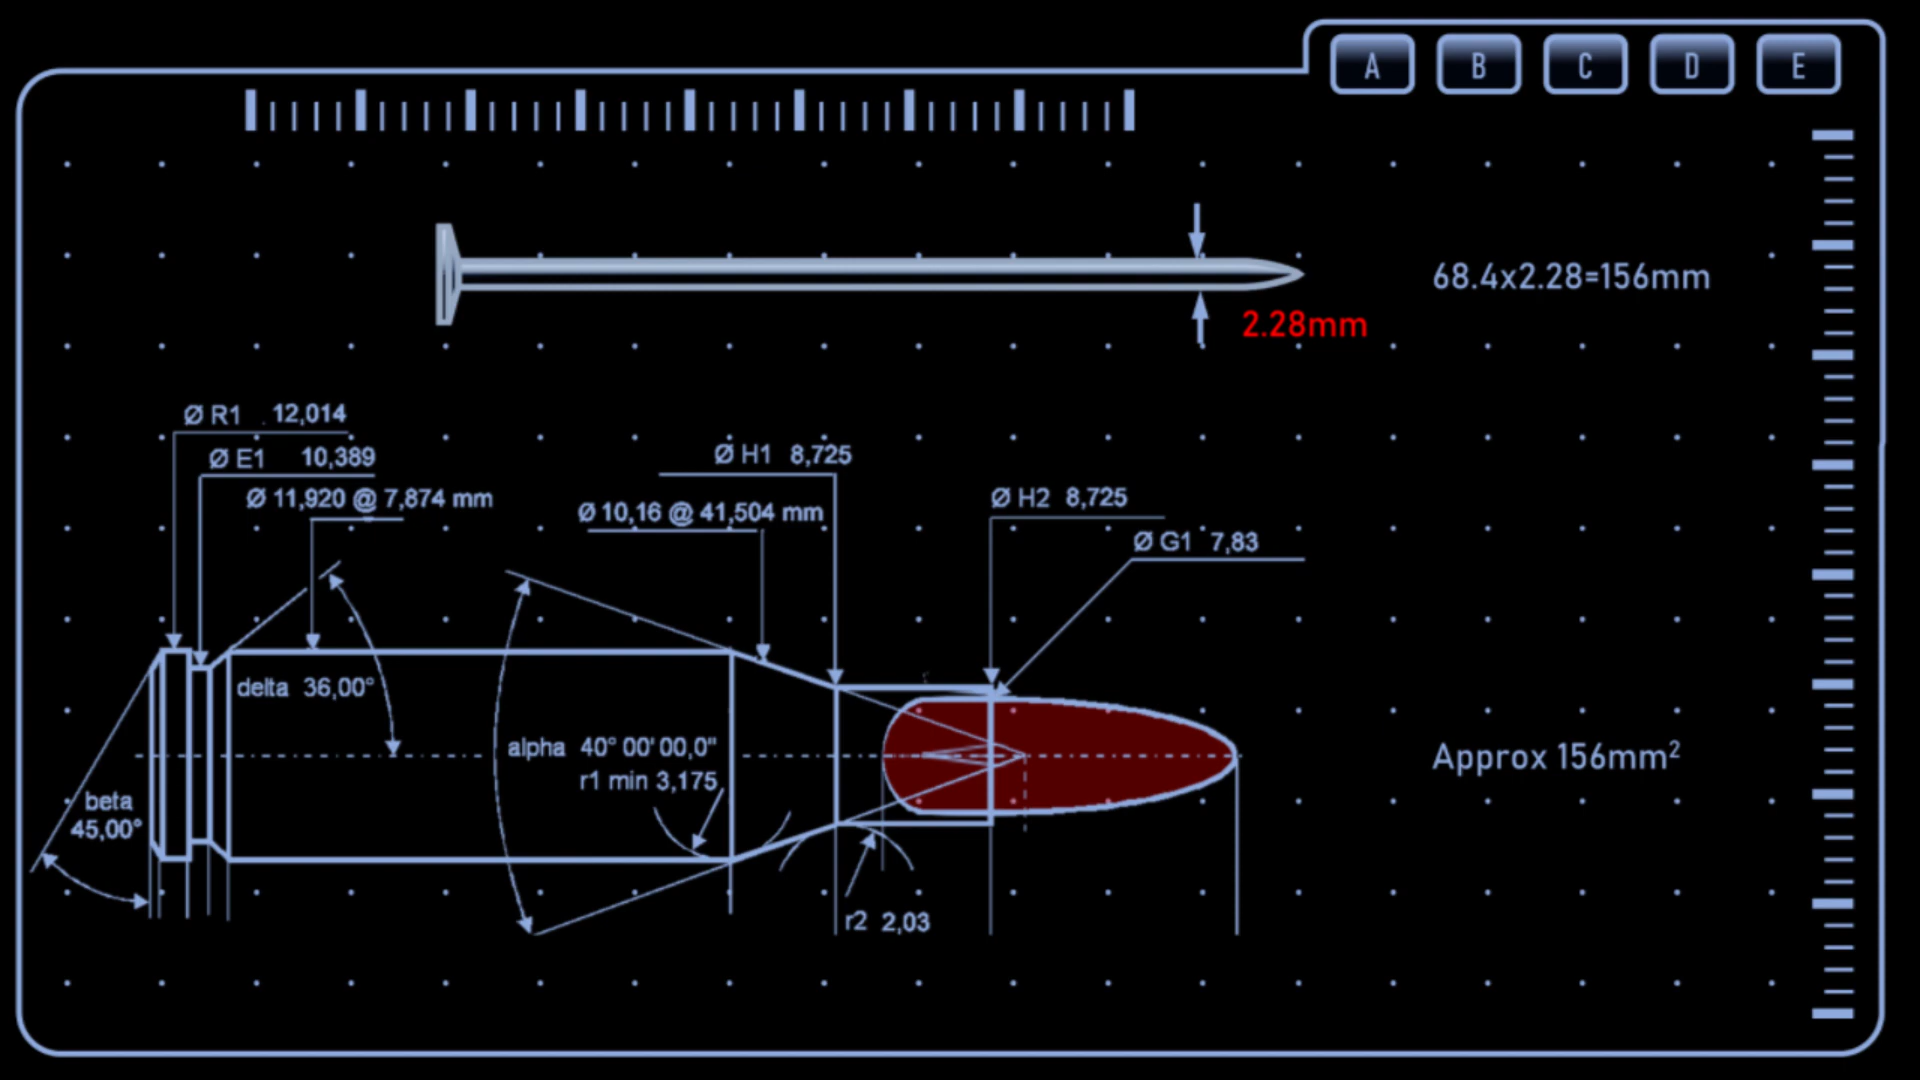 A B C D E
68.4x2.28=156mm
2.28mm
Ø R1 12,014
Ø E1 10,389
Ø 11,920 @ 7,874 mm
Ø H1 8,725
Ø 10,16 @ 41,504 mm
Ø H2 8,725
Ø G1 7,83
delta 36,00°
alpha 40° 00' 00,0"
r1 min 3,175
beta
45,00°
r2 2,03
Approx 156mm²